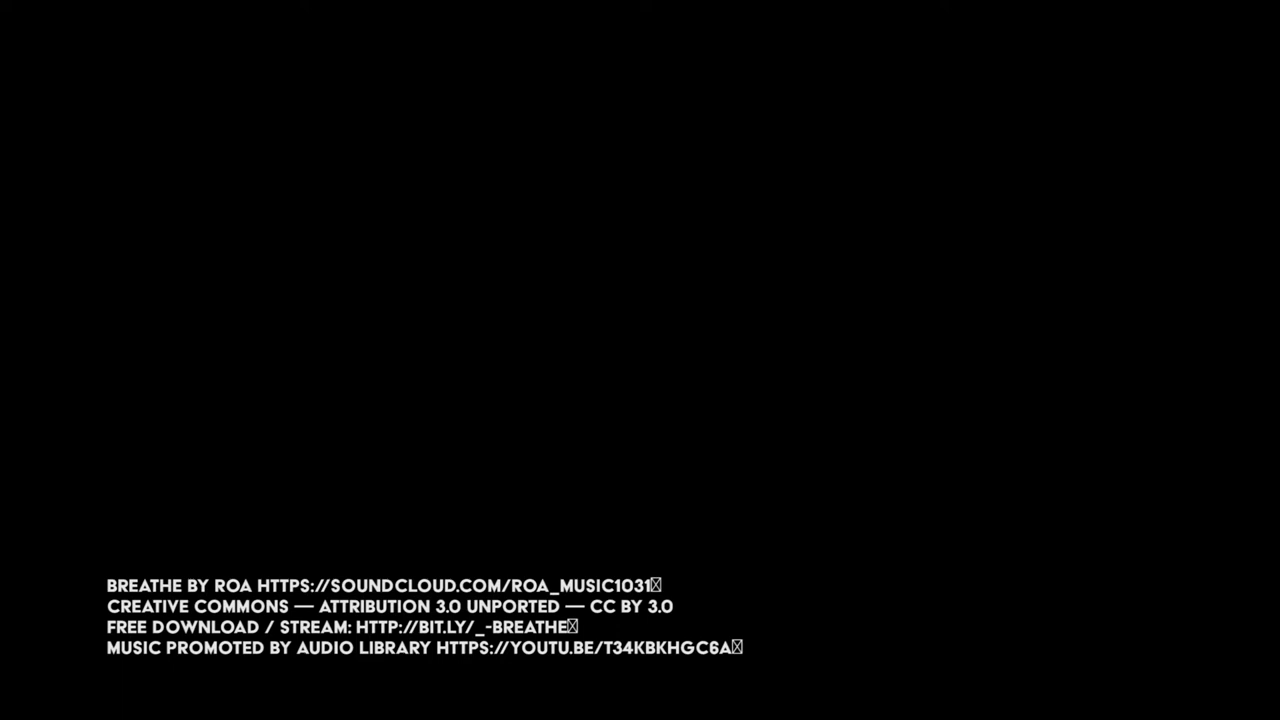 BREATHE BY ROA HTTPS://SOUNDCLOUD.COM/ROA_MUSIC1031
CREATIVE COMMONS — ATTRIBUTION 3.0 UNPORTED — CC BY 3.0
FREE DOWNLOAD / STREAM: HTTP://BIT.LY/_-BREATHE
MUSIC PROMOTED BY AUDIO LIBRARY HTTPS://YOUTU.BE/T34KBKHGC6A